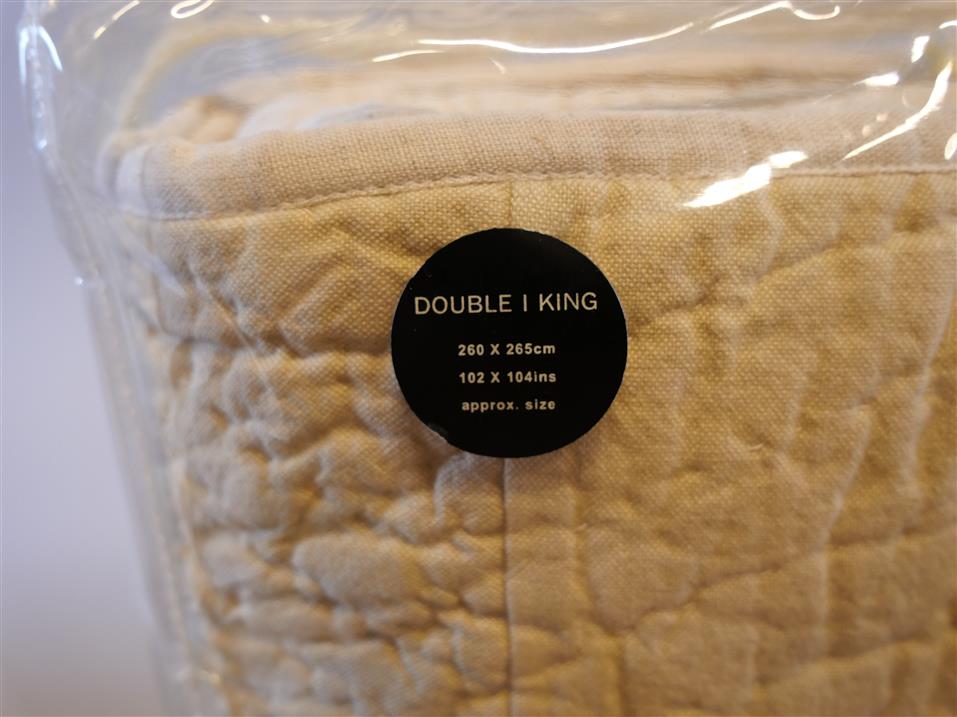 DOUBLE I KING
260 X 265cm
102 X 104ins
approx. size